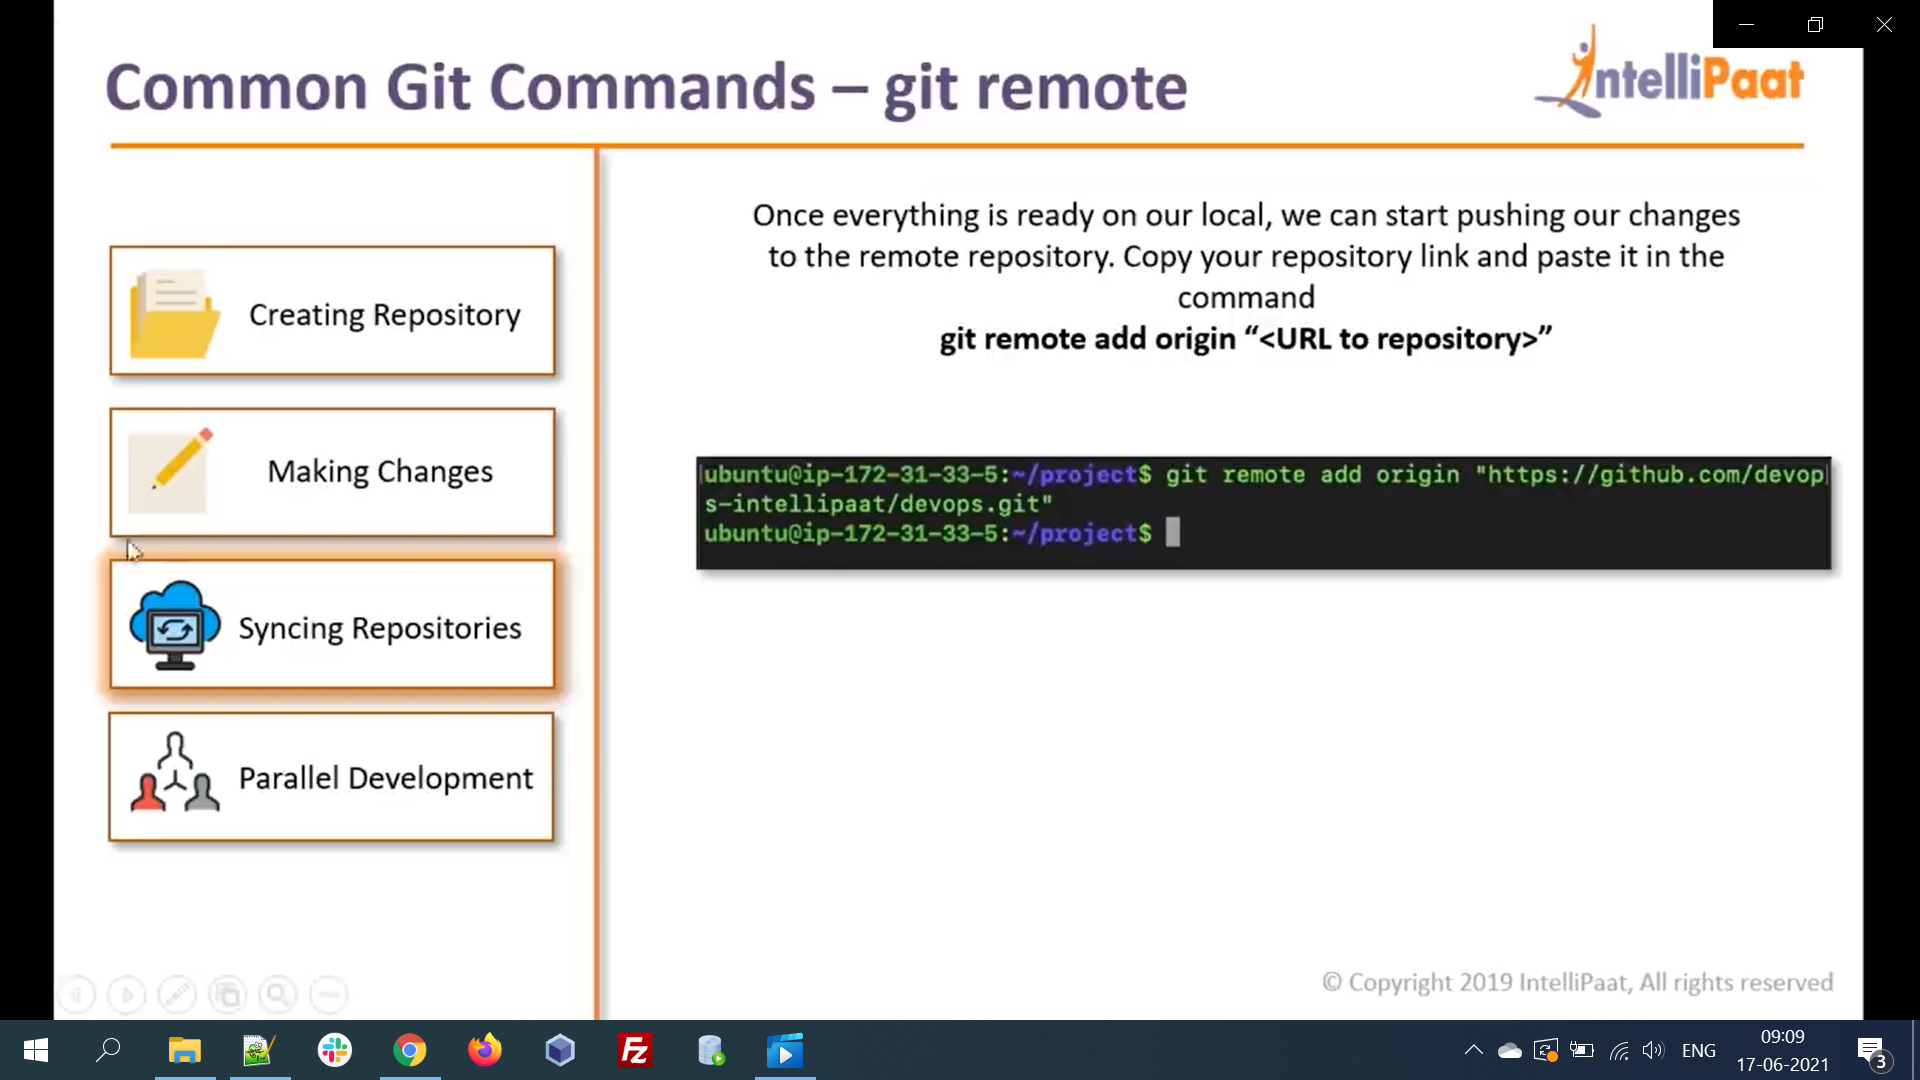 Common Git Commands – git remote
IntelliPaat
Once everything is ready on our local, we can start pushing our changes
to the remote repository. Copy your repository link and paste it in the
command
git remote add origin “<URL to repository>”
Creating Repository
Making Changes
Syncing Repositories
Parallel Development
ubuntu@ip-172-31-33-5:~/project$ git remote add origin "https://github.com/devop
s-intellipaat/devops.git"
ubuntu@ip-172-31-33-5:~/project$
© Copyright 2019 IntelliPaat, All rights reserved
Fz
ENG
09:09
17-06-2021
3